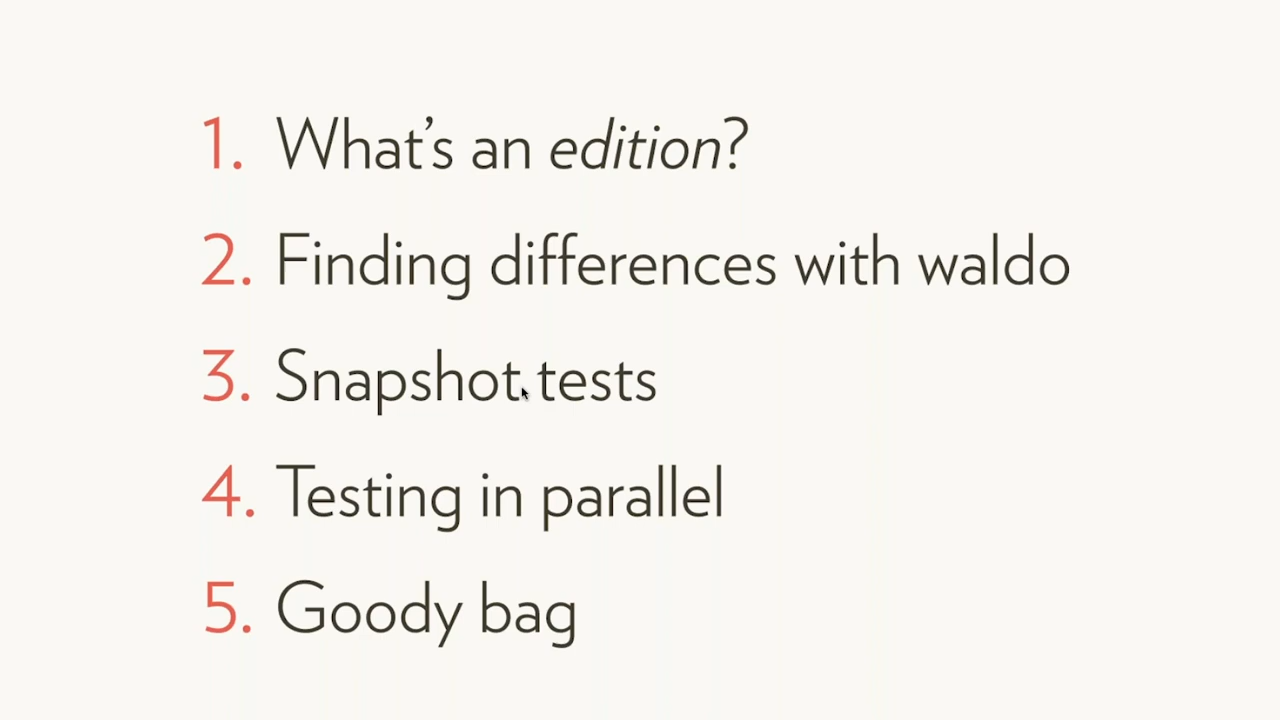 1. What’s an edition?
2. Finding differences with waldo
3. Snapshot tests
4. Testing in parallel
5. Goody bag